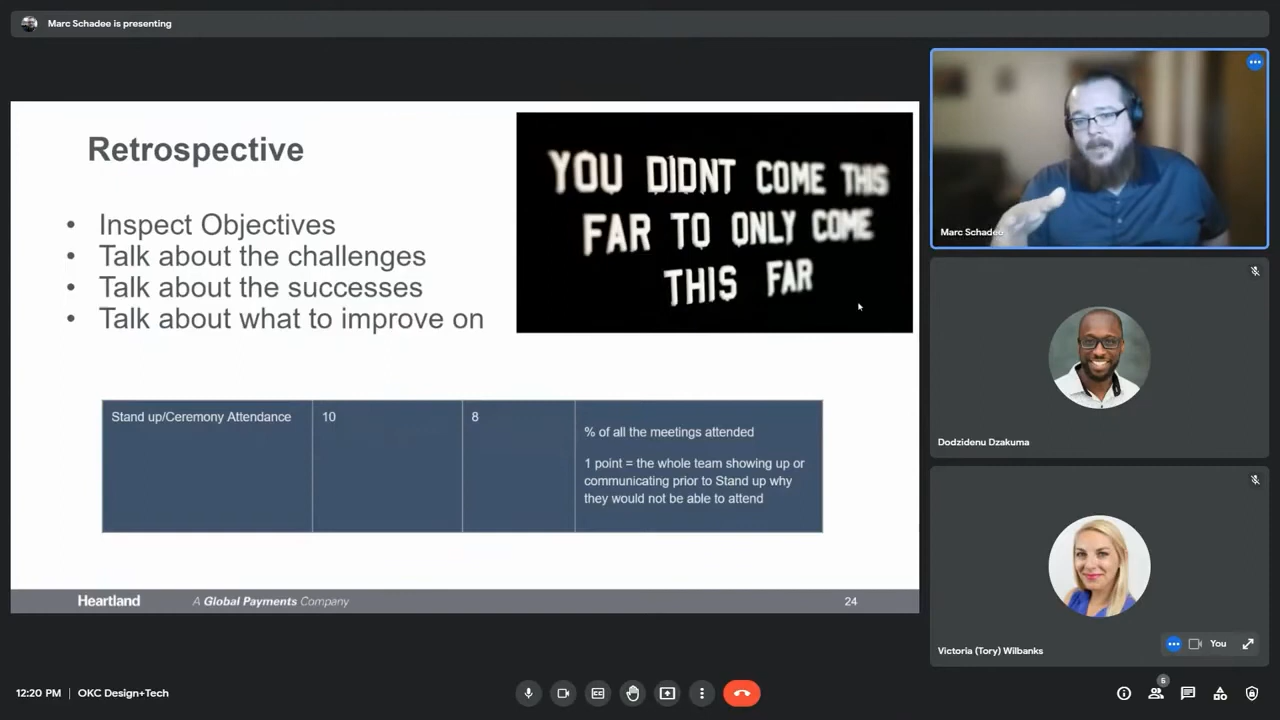 Marc Schadee is presenting
Retrospective
• Inspect Objectives
• Talk about the challenges
• Talk about the successes
• Talk about what to improve on
YOU DIDNT COME THIS
FAR TO ONLY COME
THIS FAR
Stand up/Ceremony Attendance
10
8
% of all the meetings attended
1 point = the whole team showing up or
communicating prior to Stand up why
they would not be able to attend
Heartland
A Global Payments Company
24
Marc Schadee
Dodzidenu Dzakuma
Victoria (Tory) Wilbanks
You
12:20 PM | OKC Design+Tech
6